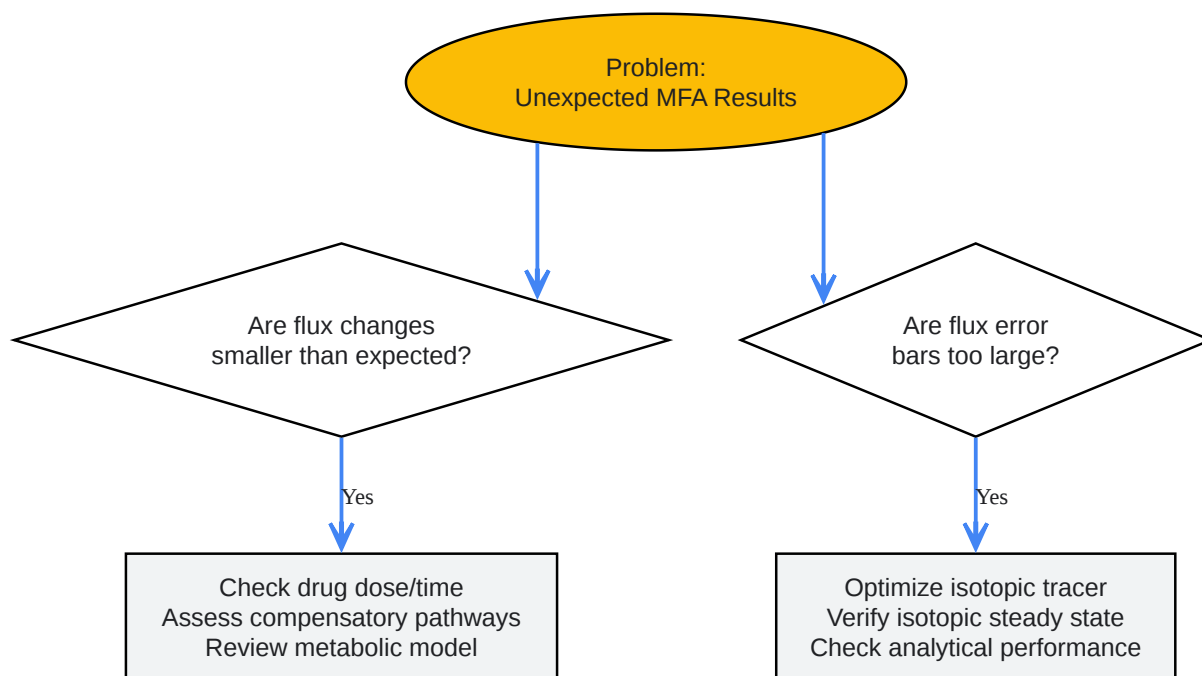 Problem:
Unexpected MFA Results
Are flux changes
smaller than expected?
Are flux error
bars too large?
Yes
Yes
Check drug dose/time
Assess compensatory pathways
Review metabolic model
Optimize isotopic tracer
Verify isotopic steady state
Check analytical performance